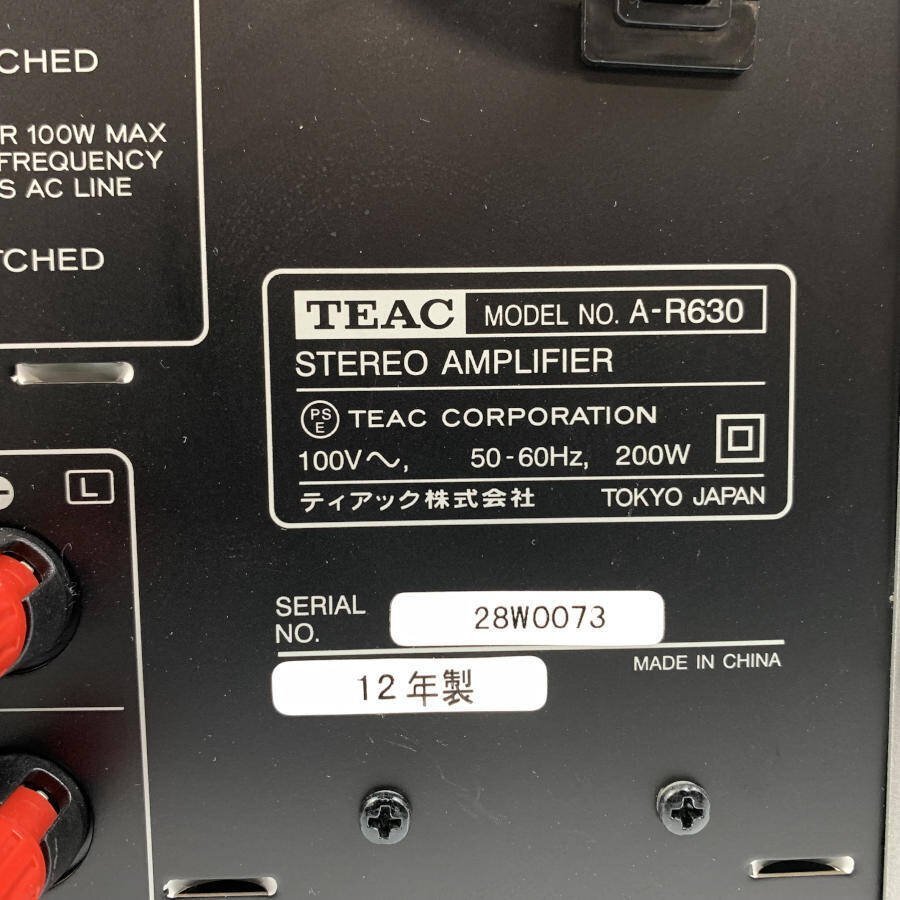 CHED
R 100W MAX
FREQUENCY
S AC LINE
TCHED
TEAC MODEL NO. A-R630
STEREO AMPLIFIER
PS
E
TEAC CORPORATION
100V～, 50-60Hz, 200W
ティアック株式会社 TOKYO JAPAN
L
SERIAL
NO.
28W0073
MADE IN CHINA
12年製